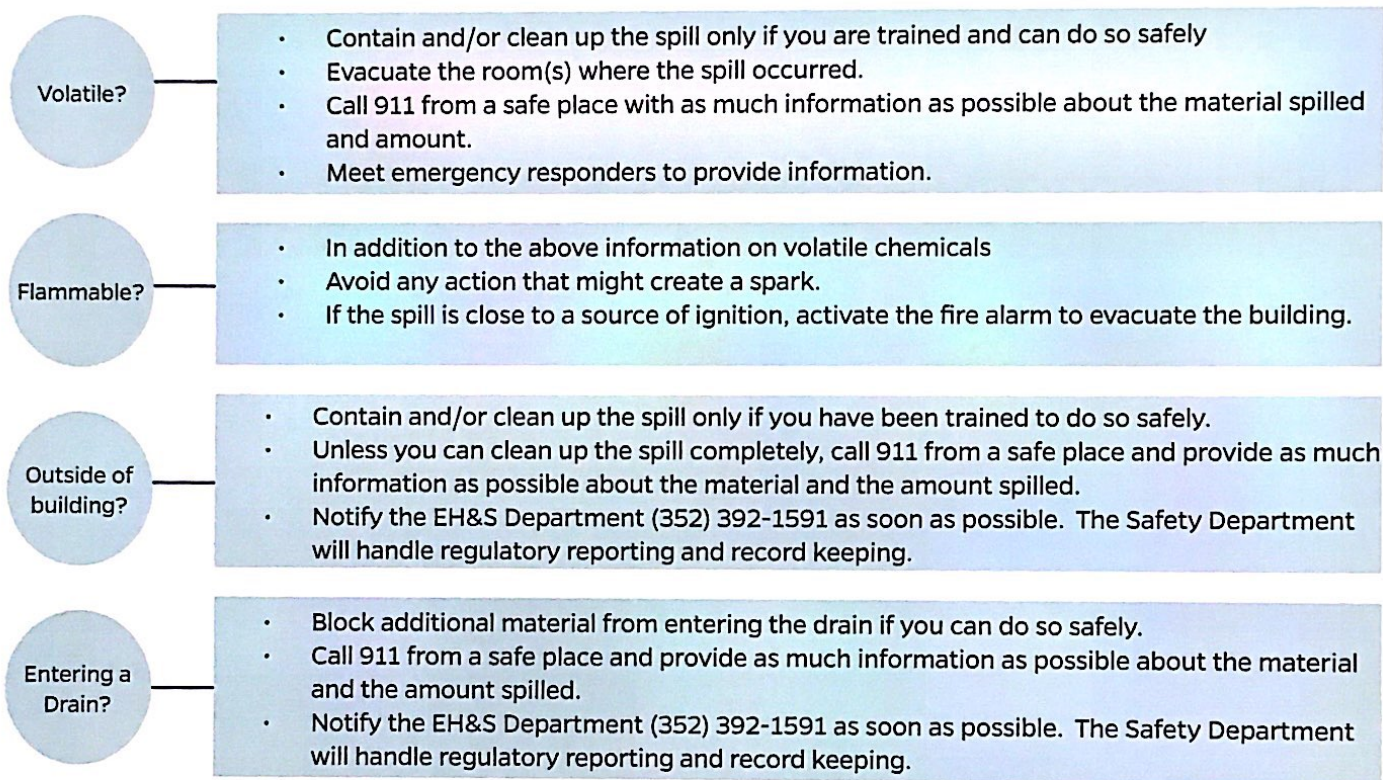 Volatile?
· Contain and/or clean up the spill only if you are trained and can do so safely
· Evacuate the room(s) where the spill occurred.
· Call 911 from a safe place with as much information as possible about the material spilled
and amount.
· Meet emergency responders to provide information.
Flammable?
· In addition to the above information on volatile chemicals
· Avoid any action that might create a spark.
· If the spill is close to a source of ignition, activate the fire alarm to evacuate the building.
Outside of
building?
· Contain and/or clean up the spill only if you have been trained to do so safely.
· Unless you can clean up the spill completely, call 911 from a safe place and provide as much
information as possible about the material and the amount spilled.
· Notify the EH&S Department (352) 392-1591 as soon as possible. The Safety Department
will handle regulatory reporting and record keeping.
Entering a
Drain?
· Block additional material from entering the drain if you can do so safely.
· Call 911 from a safe place and provide as much information as possible about the material
and the amount spilled.
· Notify the EH&S Department (352) 392-1591 as soon as possible. The Safety Department
will handle regulatory reporting and record keeping.